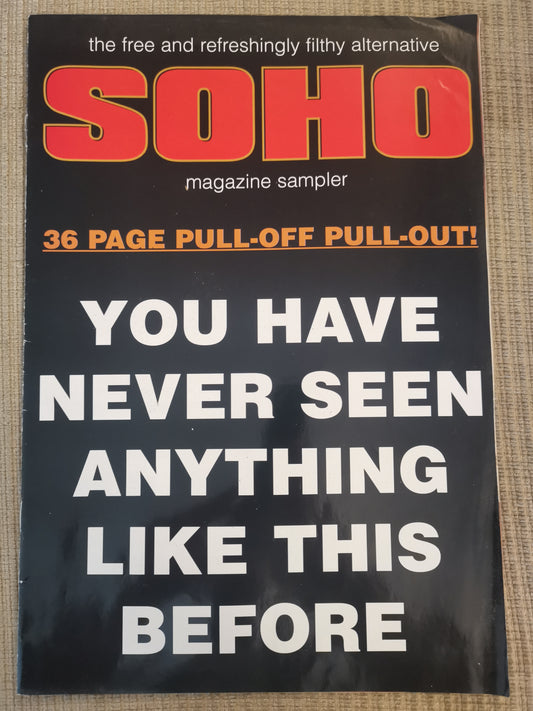 the free and refreshingly filthy alternative
SOHO
magazine sampler
36 PAGE PULL-OFF PULL-OUT!
YOU HAVE
NEVER SEEN
ANYTHING
LIKE THIS
BEFORE